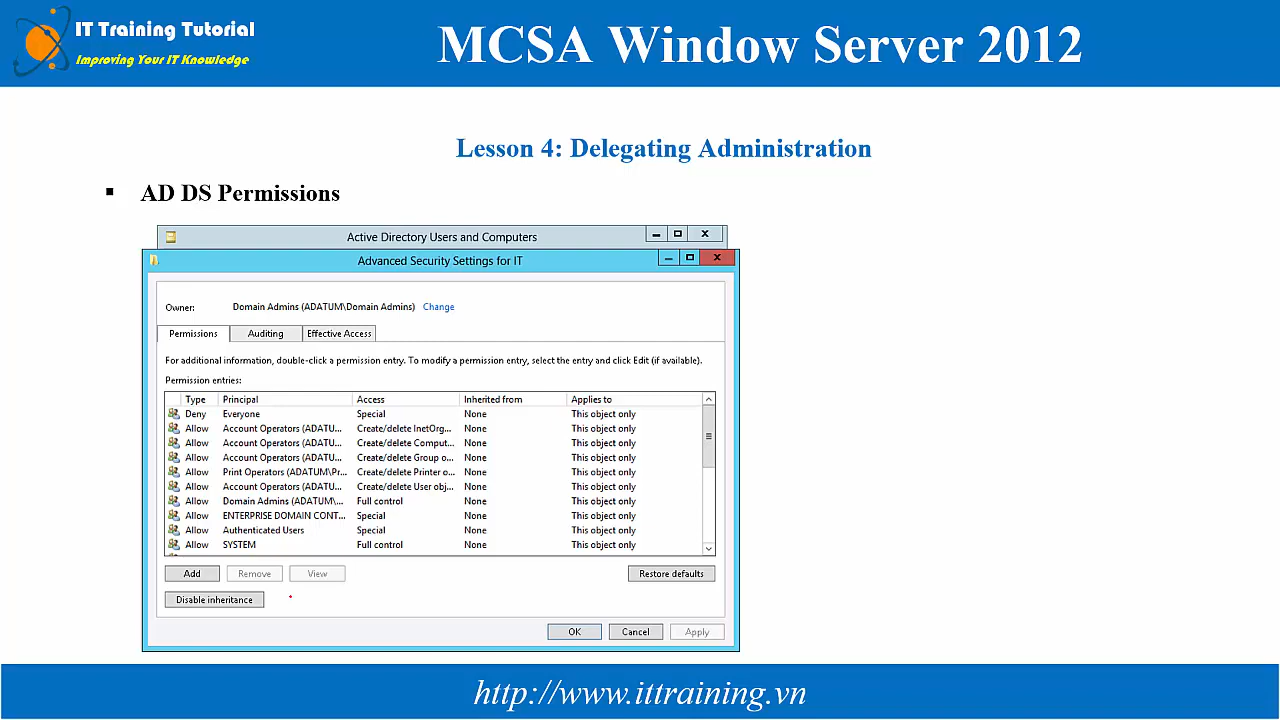 IT Training Tutorial
Improving Your IT Knowledge
MCSA Window Server 2012
Lesson 4: Delegating Administration
▪ AD DS Permissions
Active Directory Users and Computers
Advanced Security Settings for IT
Owner: Domain Admins (ADATUM\Domain Admins) Change
Permissions Auditing Effective Access
For additional information, double-click a permission entry. To modify a permission entry, select the entry and click Edit (if available).
Permission entries:
Type Principal Access Inherited from Applies to
Deny Everyone Special None This object only
Allow Account Operators (ADATU... Create/delete InetOrg... None This object only
Allow Account Operators (ADATU... Create/delete Comput... None This object only
Allow Account Operators (ADATU... Create/delete Group o... None This object only
Allow Print Operators (ADATUM\Pr... Create/delete Printer o... None This object only
Allow Account Operators (ADATU... Create/delete User obj... None This object only
Allow Domain Admins (ADATUM\... Full control None This object only
Allow ENTERPRISE DOMAIN CONT... Special None This object only
Allow Authenticated Users Special None This object only
Allow SYSTEM Full control None This object only
Add Remove View Restore defaults
Disable inheritance
OK Cancel Apply
http://www.ittraining.vn